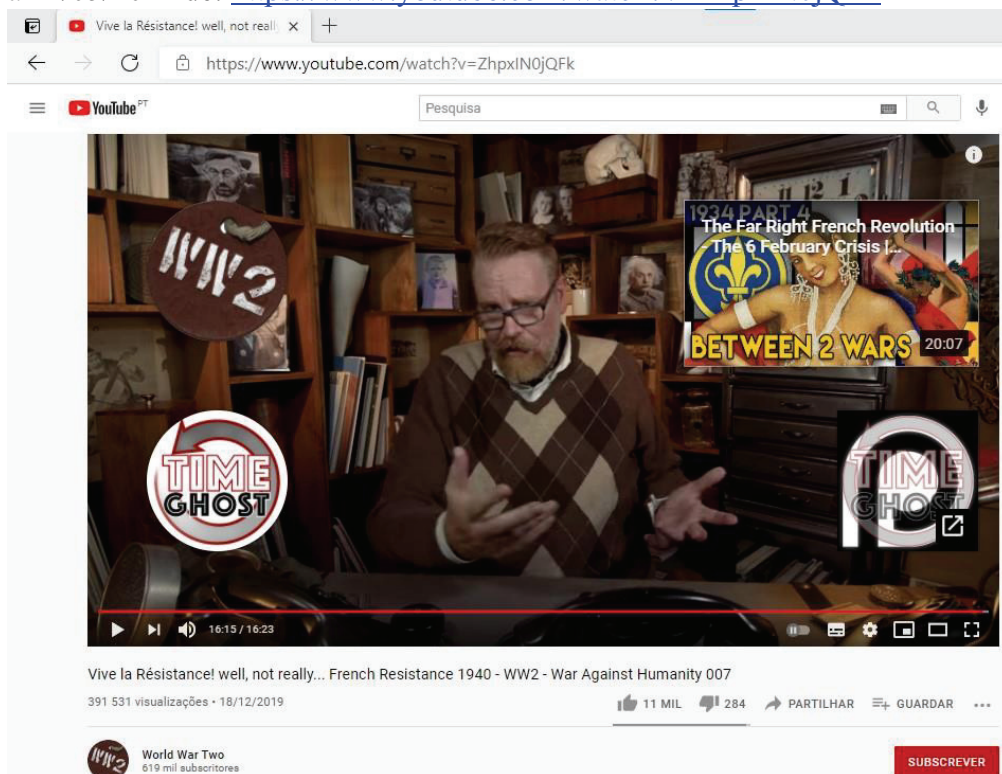 Vive la Résistance! well, not reall
https://www.youtube.com/watch?v=ZhpxIN0jQFk
YouTube PT
Pesquisa
1934 PART 4
The Far Right French Revolution
- The 6 February Crisis |...
BETWEEN 2 WARS
20:07
WW2
TIME
GHOST
TIME
GHOST
16:15 / 16:23
Vive la Résistance! well, not really... French Resistance 1940 - WW2 - War Against Humanity 007
391 531 visualizações • 18/12/2019
11 MIL
284
PARTILHAR
GUARDAR
WW2
World War Two
619 mil subscritores
SUBSCREVER